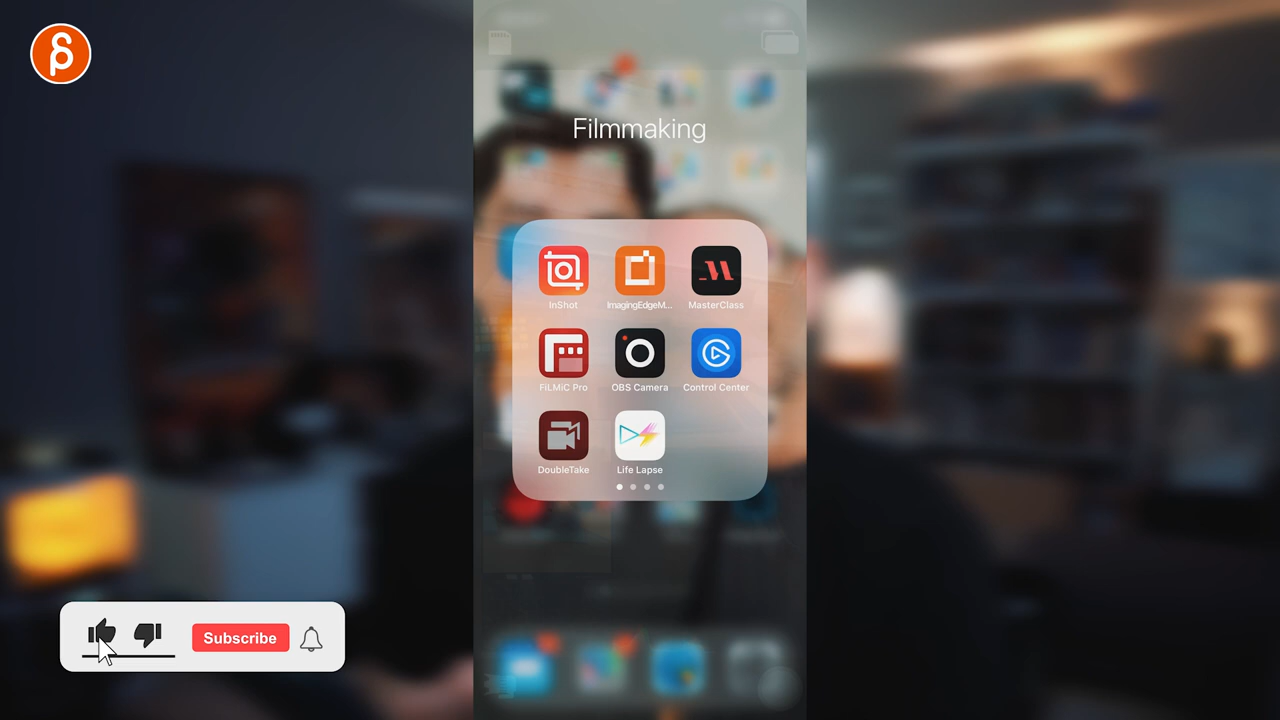 Filmmaking
InShot
ImagingEdgeM...
MasterClass
FiLMiC Pro
OBS Camera
Control Center
DoubleTake
Life Lapse
Subscribe